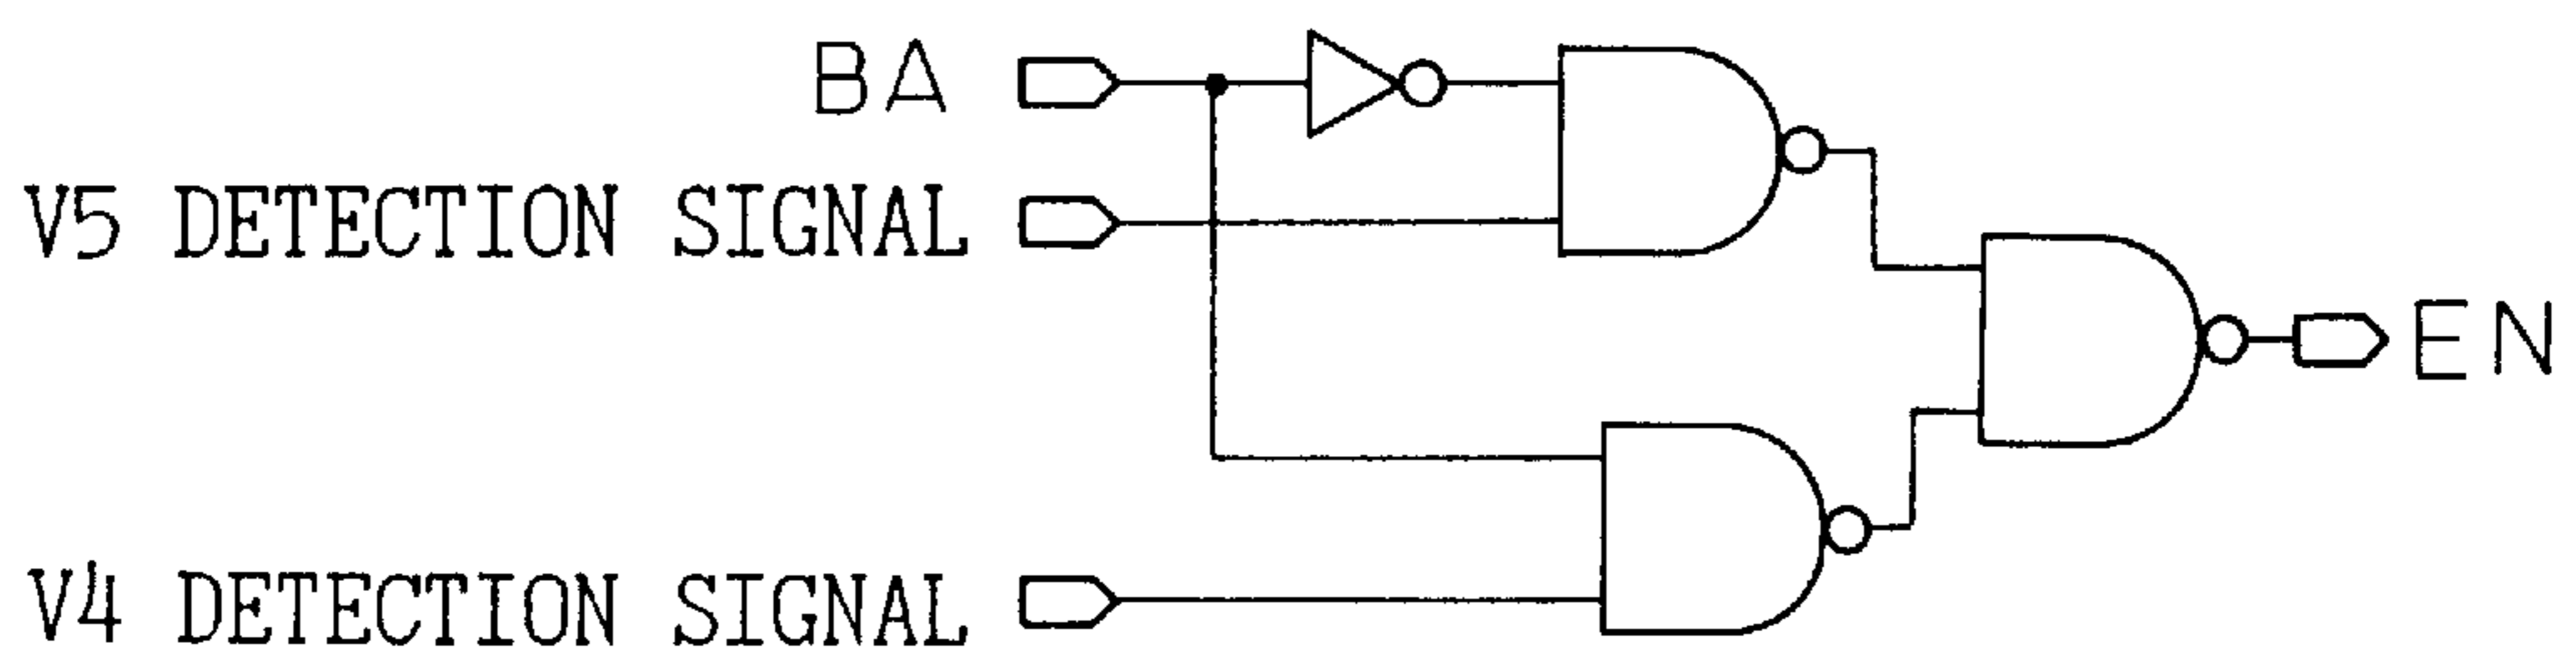 BA
V5 DETECTION SIGNAL
EN
V4 DETECTION SIGNAL